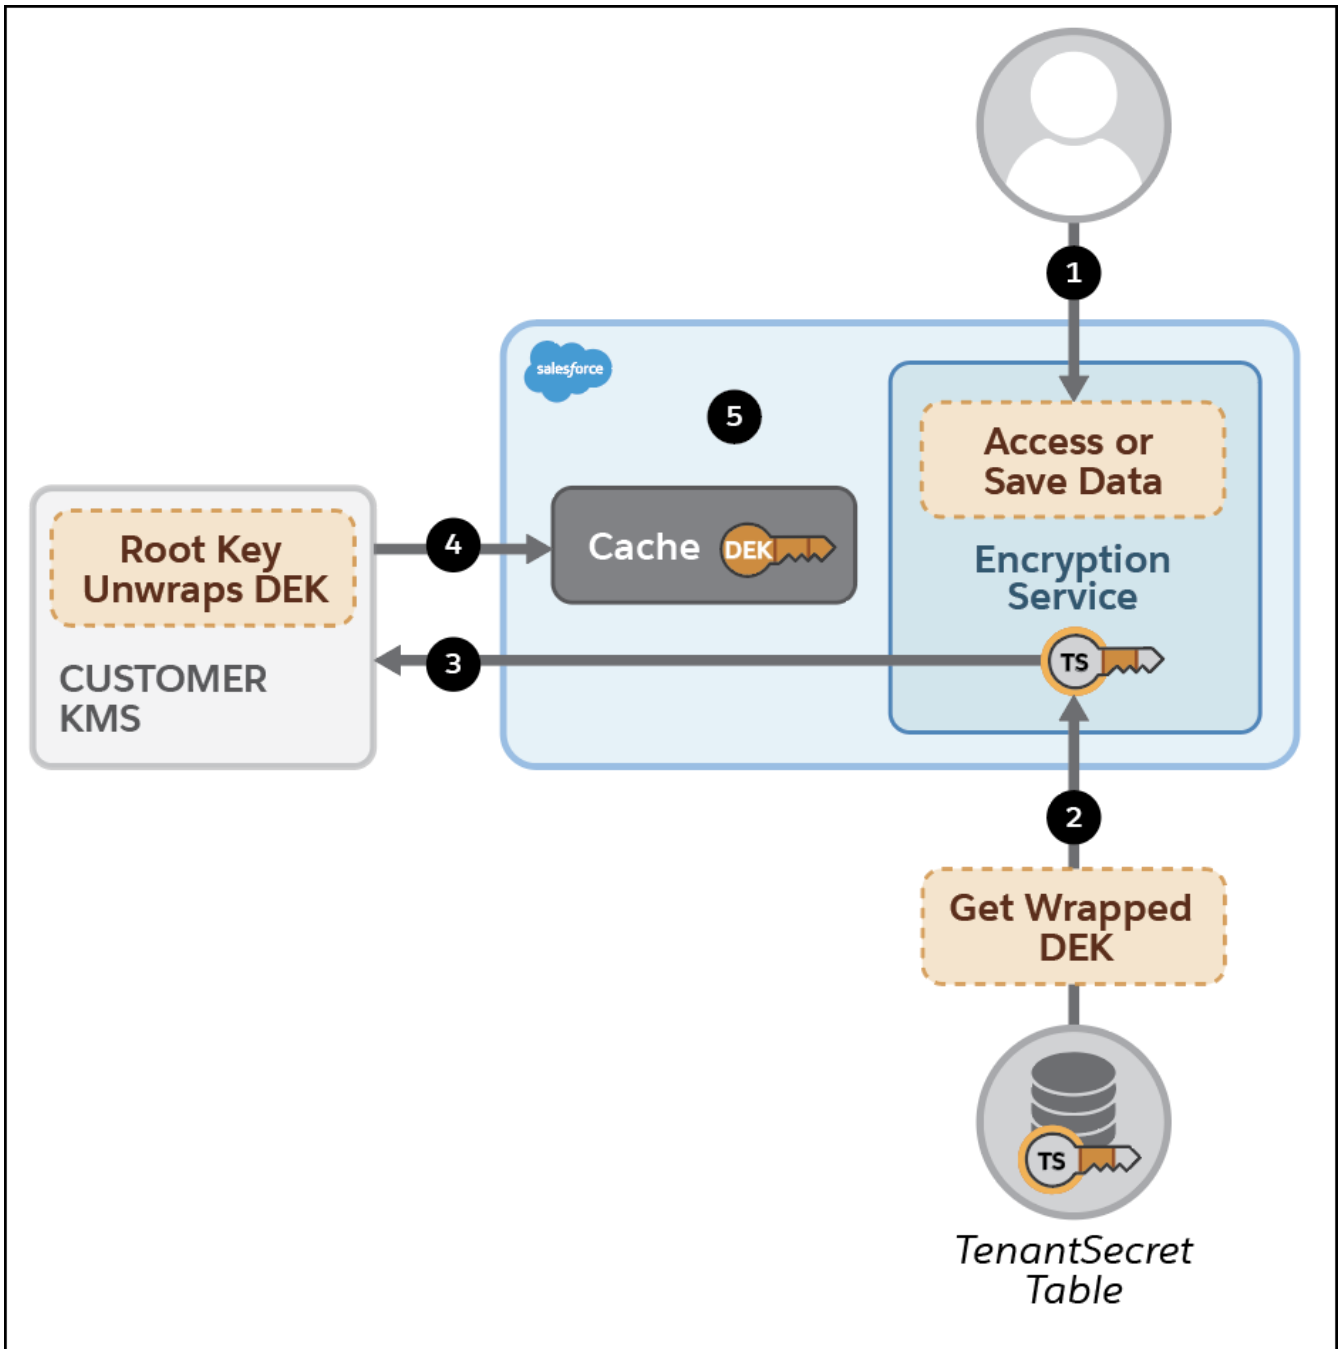 1
salesforce
5
Access or
Save Data
Root Key
Unwraps DEK
4
Cache
DEK
Encryption
Service
3
TS
CUSTOMER
KMS
2
Get Wrapped
DEK
TS
TenantSecret
Table